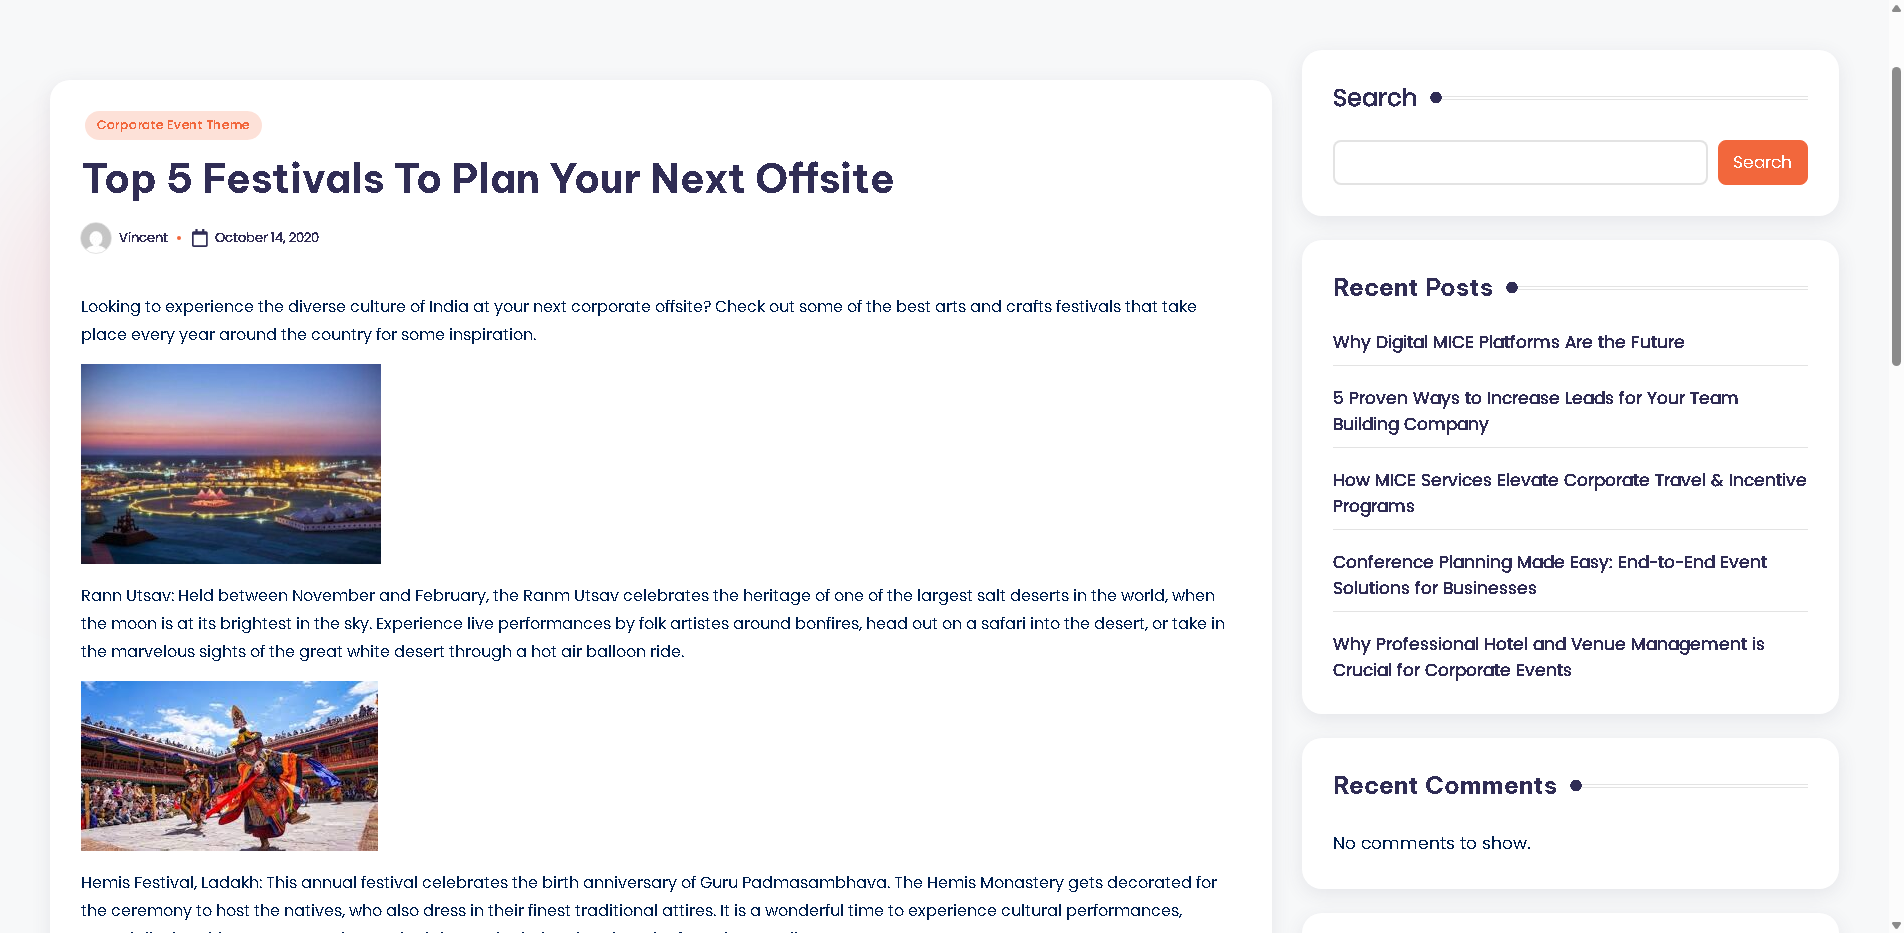 Corporate Event Theme
Top 5 Festivals To Plan Your Next Offsite
Vincent • October 14, 2020
Looking to experience the diverse culture of India at your next corporate offsite? Check out some of the best arts and crafts festivals that take
place every year around the country for some inspiration.
Rann Utsav: Held between November and February, the Ranm Utsav celebrates the heritage of one of the largest salt deserts in the world, when
the moon is at its brightest in the sky. Experience live performances by folk artistes around bonfires, head out on a safari into the desert, or take in
the marvelous sights of the great white desert through a hot air balloon ride.
Hemis Festival, Ladakh: This annual festival celebrates the birth anniversary of Guru Padmasambhava. The Hemis Monastery gets decorated for
the ceremony to host the natives, who also dress in their finest traditional attires. It is a wonderful time to experience cultural performances,
Search
Search
Recent Posts
Why Digital MICE Platforms Are the Future
5 Proven Ways to Increase Leads for Your Team
Building Company
How MICE Services Elevate Corporate Travel & Incentive
Programs
Conference Planning Made Easy: End-to-End Event
Solutions for Businesses
Why Professional Hotel and Venue Management is
Crucial for Corporate Events
Recent Comments
No comments to show.